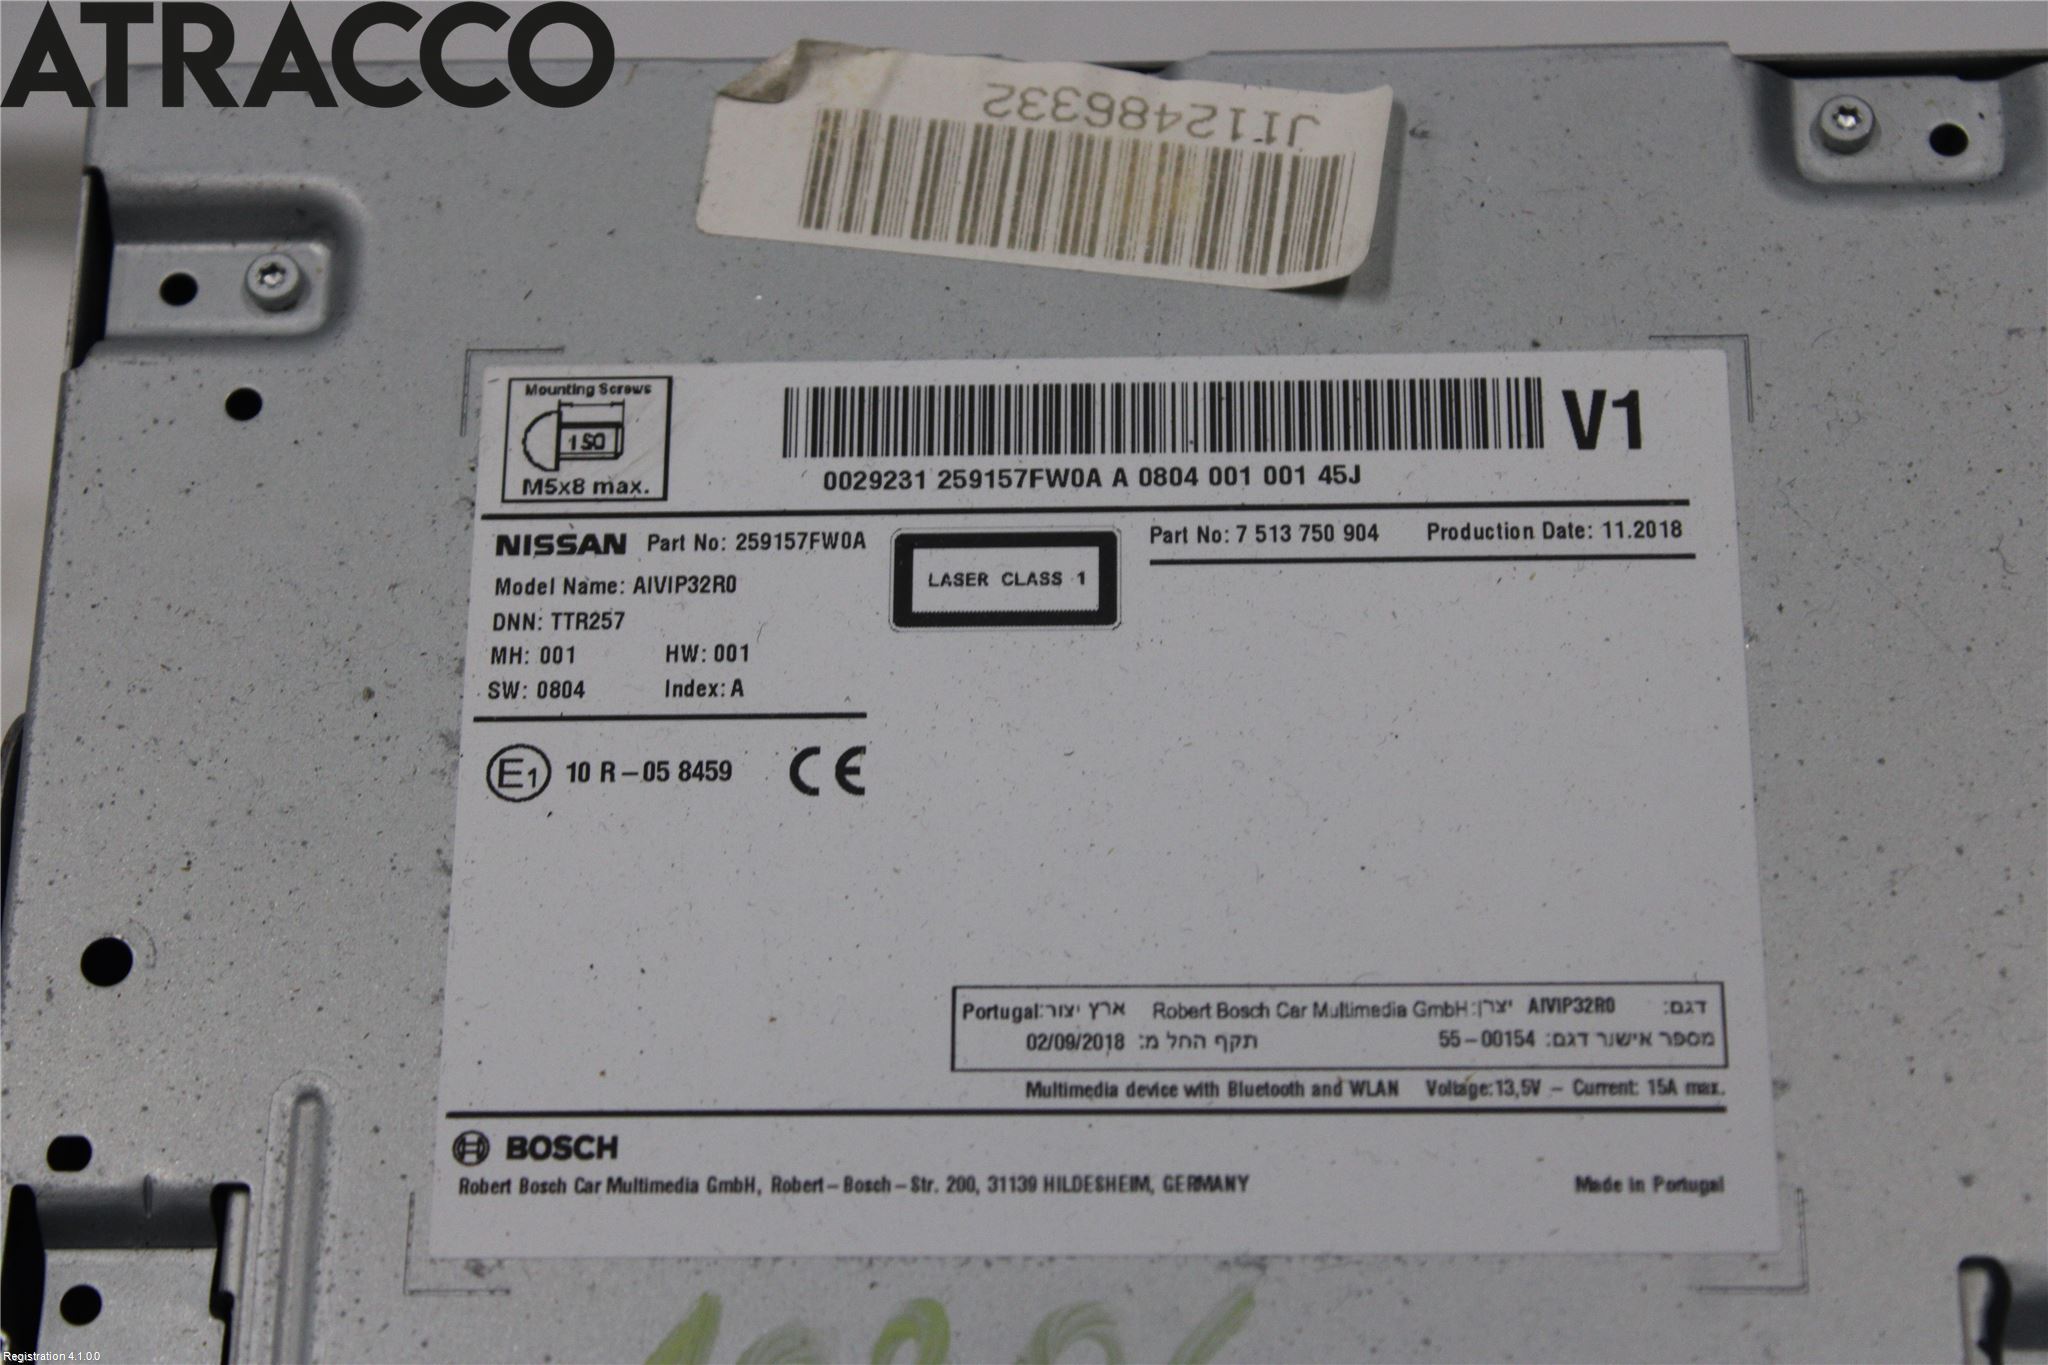 ATRACCO
JI12486332
Mounting Screws
ISO
M5x8 max.
V1
0029231 259157FW0A A 0804 001 001 45J
NISSAN Part No: 259157FW0A
Model Name: AIVIP32R0
DNN: TTR257
MH: 001 HW: 001
SW: 0804 Index: A
LASER CLASS 1
Part No: 7 513 750 904 Production Date: 11.2018
E1 10 R – 05 8459 CE
דגם: AIVIP32R0 יצרן: Robert Bosch Car Multimedia GmbH ארץ יצור: Portugal
מספר אישור דגם: 55-00154 תקף החל מ: 02/09/2018
Multimedia device with Bluetooth and WLAN Voltage: 13,5V – Current: 15A max.
BOSCH
Robert Bosch Car Multimedia GmbH, Robert – Bosch – Str. 200, 31139 HILDESHEIM, GERMANY Made in Portugal
Registration 4.1.0.0